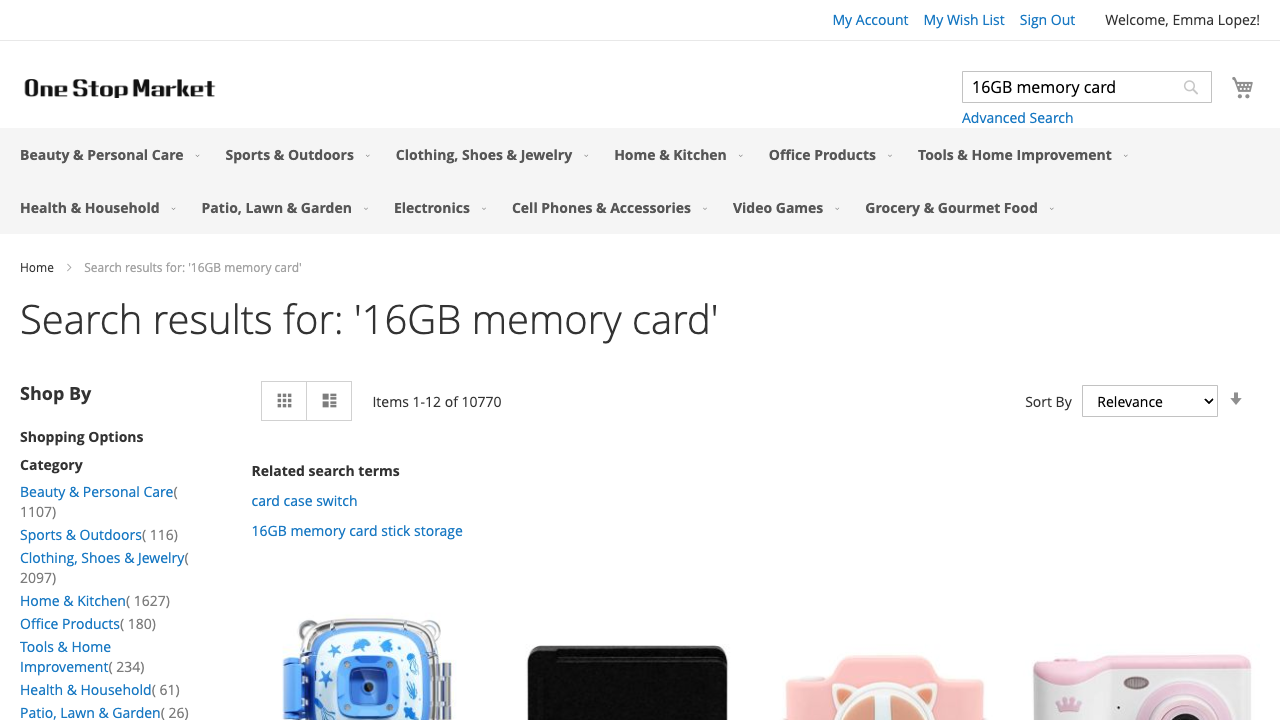 My Account My Wish List Sign Out Welcome, Emma Lopez!
One Stop Market
16GB memory card
Advanced Search
Beauty & Personal Care Sports & Outdoors Clothing, Shoes & Jewelry Home & Kitchen Office Products Tools & Home Improvement
Health & Household Patio, Lawn & Garden Electronics Cell Phones & Accessories Video Games Grocery & Gourmet Food
Home Search results for: '16GB memory card'
Search results for: '16GB memory card'
Shop By
Items 1-12 of 10770
Sort By Relevance
Shopping Options
Category
Beauty & Personal Care( 1107)
Sports & Outdoors( 116)
Clothing, Shoes & Jewelry( 2097)
Home & Kitchen( 1627)
Office Products( 180)
Tools & Home
Improvement( 234)
Health & Household( 61)
Patio, Lawn & Garden( 26)
Related search terms
card case switch
16GB memory card stick storage